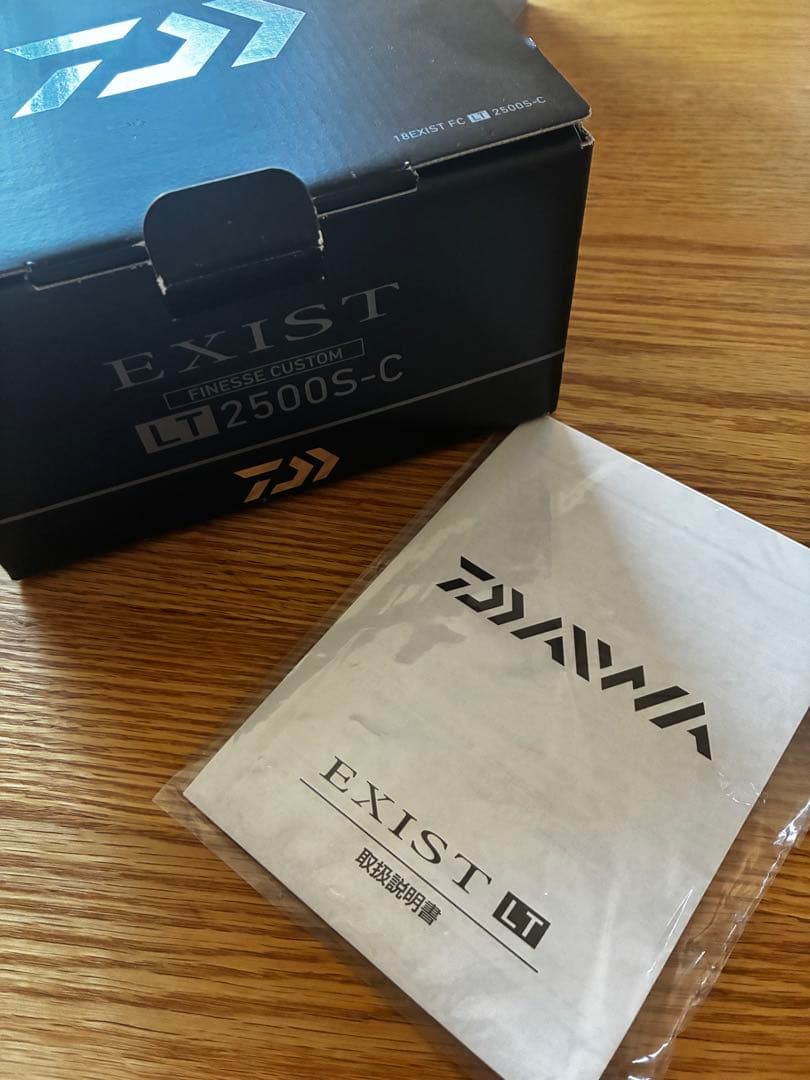 18EXIST FC LT 2500S-C
EXIST
FINESSE CUSTOM
LT 2500S-C
DAIWA
EXIST LT
取扱説明書